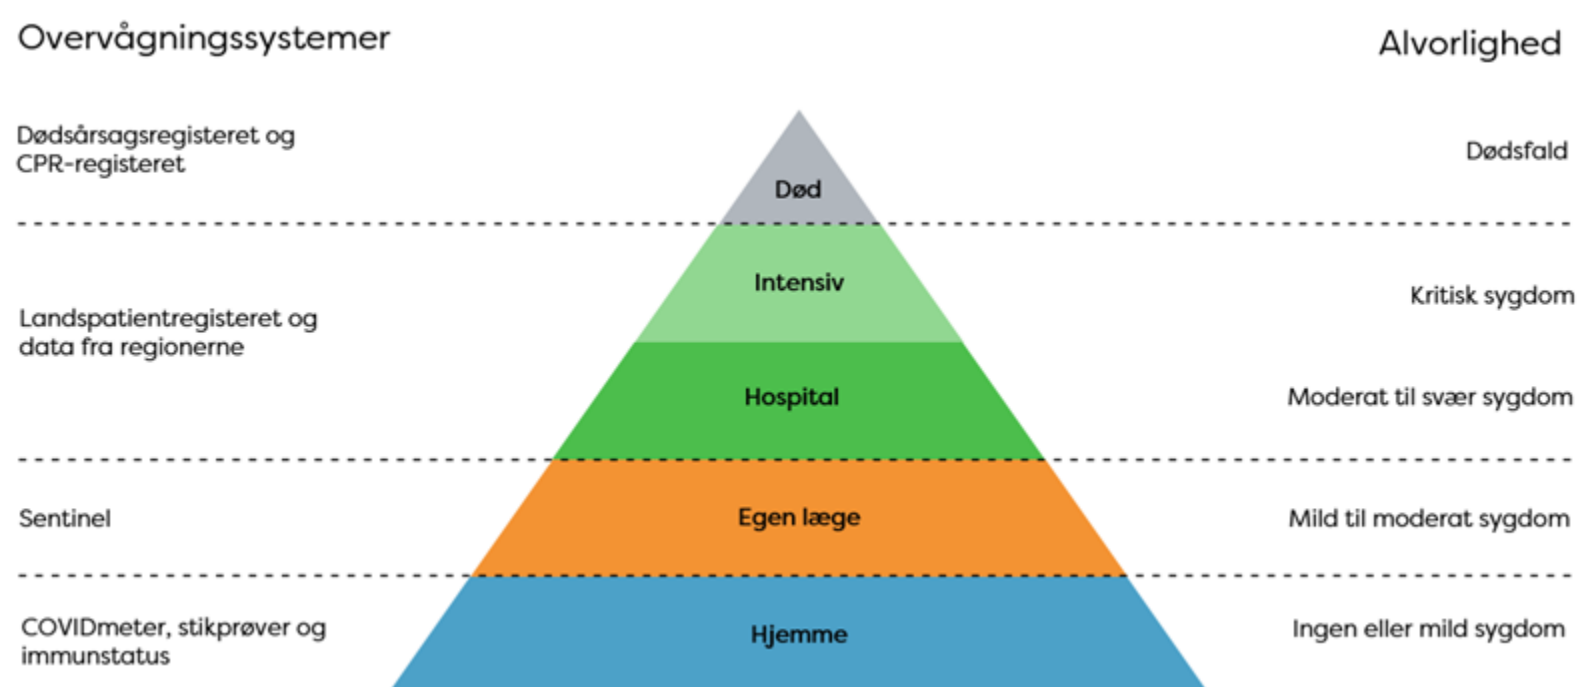 Overvågningssystemer
Alvorlighed
Dødsårsagsregisteret og
CPR-registeret
Død
Dødsfald
Landspatientregisteret og
data fra regionerne
Intensiv
Kritisk sygdom
Hospital
Moderat til svær sygdom
Sentinel
Egen læge
Mild til moderat sygdom
COVIDmeter, stikprøver og
immunstatus
Hjemme
Ingen eller mild sygdom